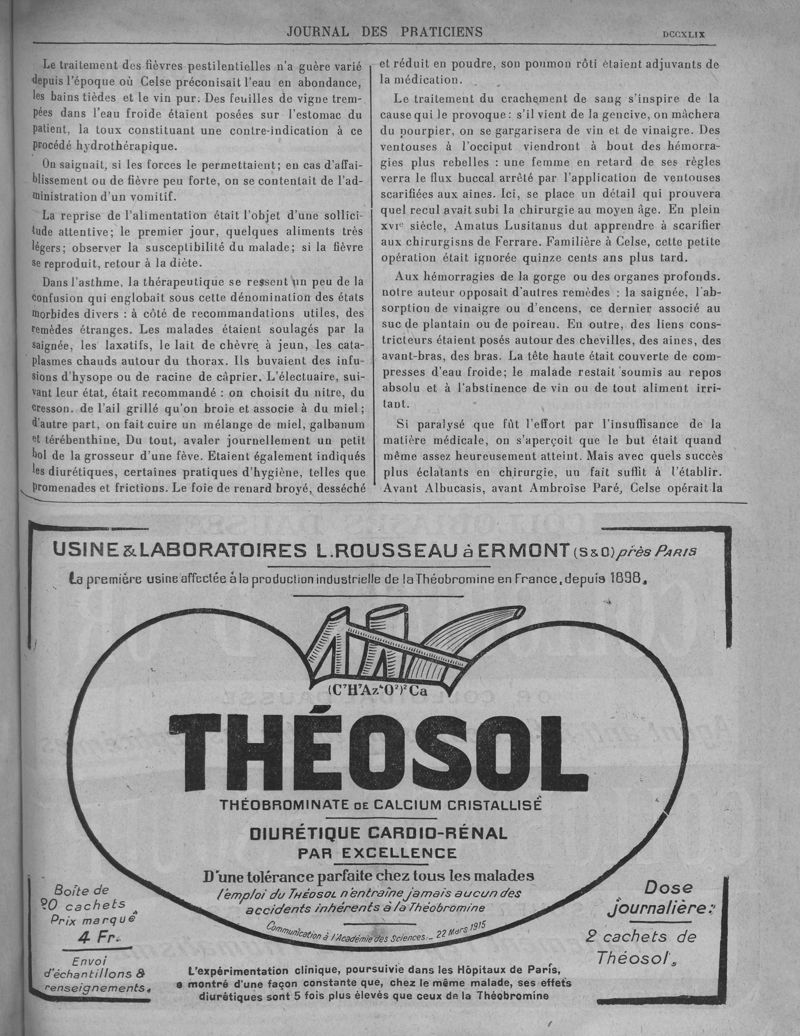 JOURNAL DES PRATICIENS
DCCXLIX
Le traitement des fièvres pestilentielles n'a guère varié
depuis l'époque où Celse préconisait l'eau en abondance,
les bains tièdes et le vin pur. Des feuilles de vigne trem-
pées dans l'eau froide étaient posées sur l'estomac du
patient, la toux constituant une contre-indication à ce
procédé hydrothérapique.
On saignait, si les forces le permettaient; en cas d'affai-
blissement ou de fièvre peu forte, on se contentait de l'ad-
ministration d'un vomitif.
La reprise de l'alimentation était l'objet d'une sollici-
tude attentive; le premier jour, quelques aliments très
légers; observer la susceptibilité du malade; si la fièvre
se reproduit, retour à la diète.
Dans l'asthme, la thérapeutique se ressent un peu de la
confusion qui englobait sous cette dénomination des états
morbides divers : à côté de recommandations utiles, des
remèdes étranges. Les malades étaient soulagés par la
saignée, les laxatifs, le lait de chèvre à jeun, les cata-
plasmes chauds autour du thorax. Ils buvaient des infu-
sions d'hysope ou de racine de câprier. L'électuaire, sui-
vant leur état, était recommandé : on choisit du nitre, du
cresson. de l'ail grillé qu'on broie et associe à du miel;
d'autre part, on fait cuire un mélange de miel, galbanum
et térébenthine, Du tout, avaler journellement un petit
bol de la grosseur d'une fève. Etaient également indiqués
les diurétiques, certaines pratiques d'hygiène, telles que
promenades et frictions. Le foie de renard broyé, desséché
et réduit en poudre, son poumon rôti étaient adjuvants de
la médication.
Le traitement du crachement de sang s'inspire de la
cause qui le provoque : s'il vient de la gencive, on mâchera
du pourpier, on se gargarisera de vin et de vinaigre. Des
ventouses à l'occiput viendront à bout des hémorra-
gies plus rebelles : une femme en retard de ses règles
verra le flux buccal arrêté par l'application de ventouses
scarifiées aux aines. Ici, se place un détail qui prouvera
quel recul avait subi la chirurgie au moyen âge. En plein
XVIe siècle, Amatus Lusitanus dut apprendre à scarifier
aux chirurgisns de Ferrare. Familière à Celse, cette petite
opération était ignorée quinze cents ans plus tard.
Aux hémorragies de la gorge ou des organes profonds.
notre auteur opposait d'autres remèdes : la saignée, l'ab-
sorption de vinaigre ou d'encens, ce dernier associé au
suc de plantain ou de poireau. En outre, des liens cons-
tricteurs étaient posés autour des chevilles, des aines, des
avant-bras, des bras. La tête haute était couverte de com-
presses d'eau froide; le malade restait soumis au repos
absolu et à l'abstinence de vin ou de tout aliment irri-
tant.
Si paralysé que fût l'effort par l'insuffisance de la
matière médicale, on s'aperçoit que le but était quand
même assez heureusement atteint. Mais avec quels succès
plus éclatants en chirurgie, un fait suffit à l'établir.
Avant Albucasis, avant Ambroise Paré, Celse opérait la
USINE & LABORATOIRES L. ROUSSEAU à ERMONT (S&O) près PARIS
La première usine affectée à la production industrielle de la Théobromine en France, depuis 1898.
(C⁷H⁷Az⁴O²)²Ca
THÉOSOL
THÉOBROMINATE DE CALCIUM CRISTALLISÉ
DIURÉTIQUE CARDIO-RÉNAL
PAR EXCELLENCE
D'une tolérance parfaite chez tous les malades
l'emploi du THÉOSOL n'entraîne jamais aucun des
accidents inhérents à la Théobromine
Communication à l'Académie des Sciences... 22 Mars 1915
Boîte de
20 cachets
Prix marqué
4 Fr.
Envoi
d'échantillons &
renseignements.
L'expérimentation clinique, poursuivie dans les Hôpitaux de Paris,
a montré d'une façon constante que, chez le même malade, ses effets
diurétiques sont 5 fois plus élevés que ceux de la Théobromine
Dose
journalière:
2 cachets de
Théosol.